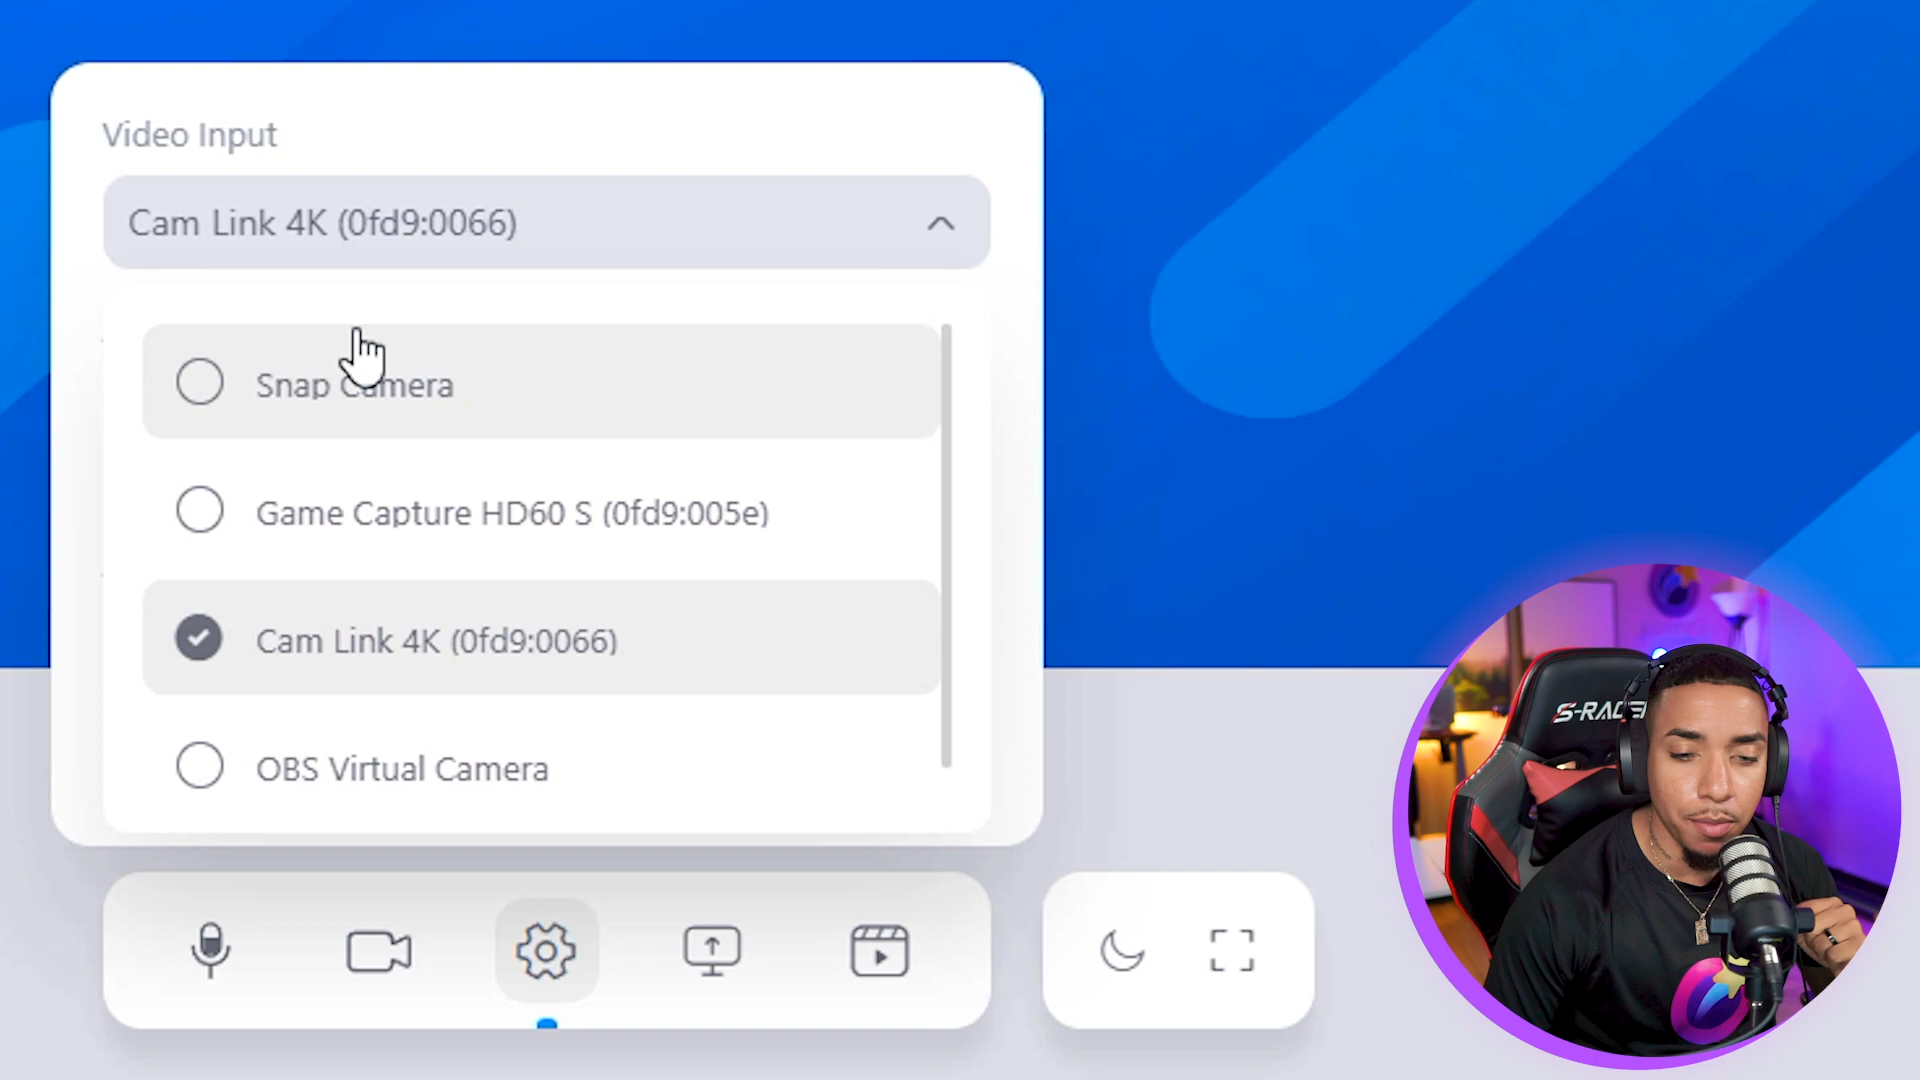 Video Input
Cam Link 4K (0fd9:0066)
Snap Camera
Game Capture HD60 S (0fd9:005e)
Cam Link 4K (0fd9:0066)
OBS Virtual Camera
S-RACER